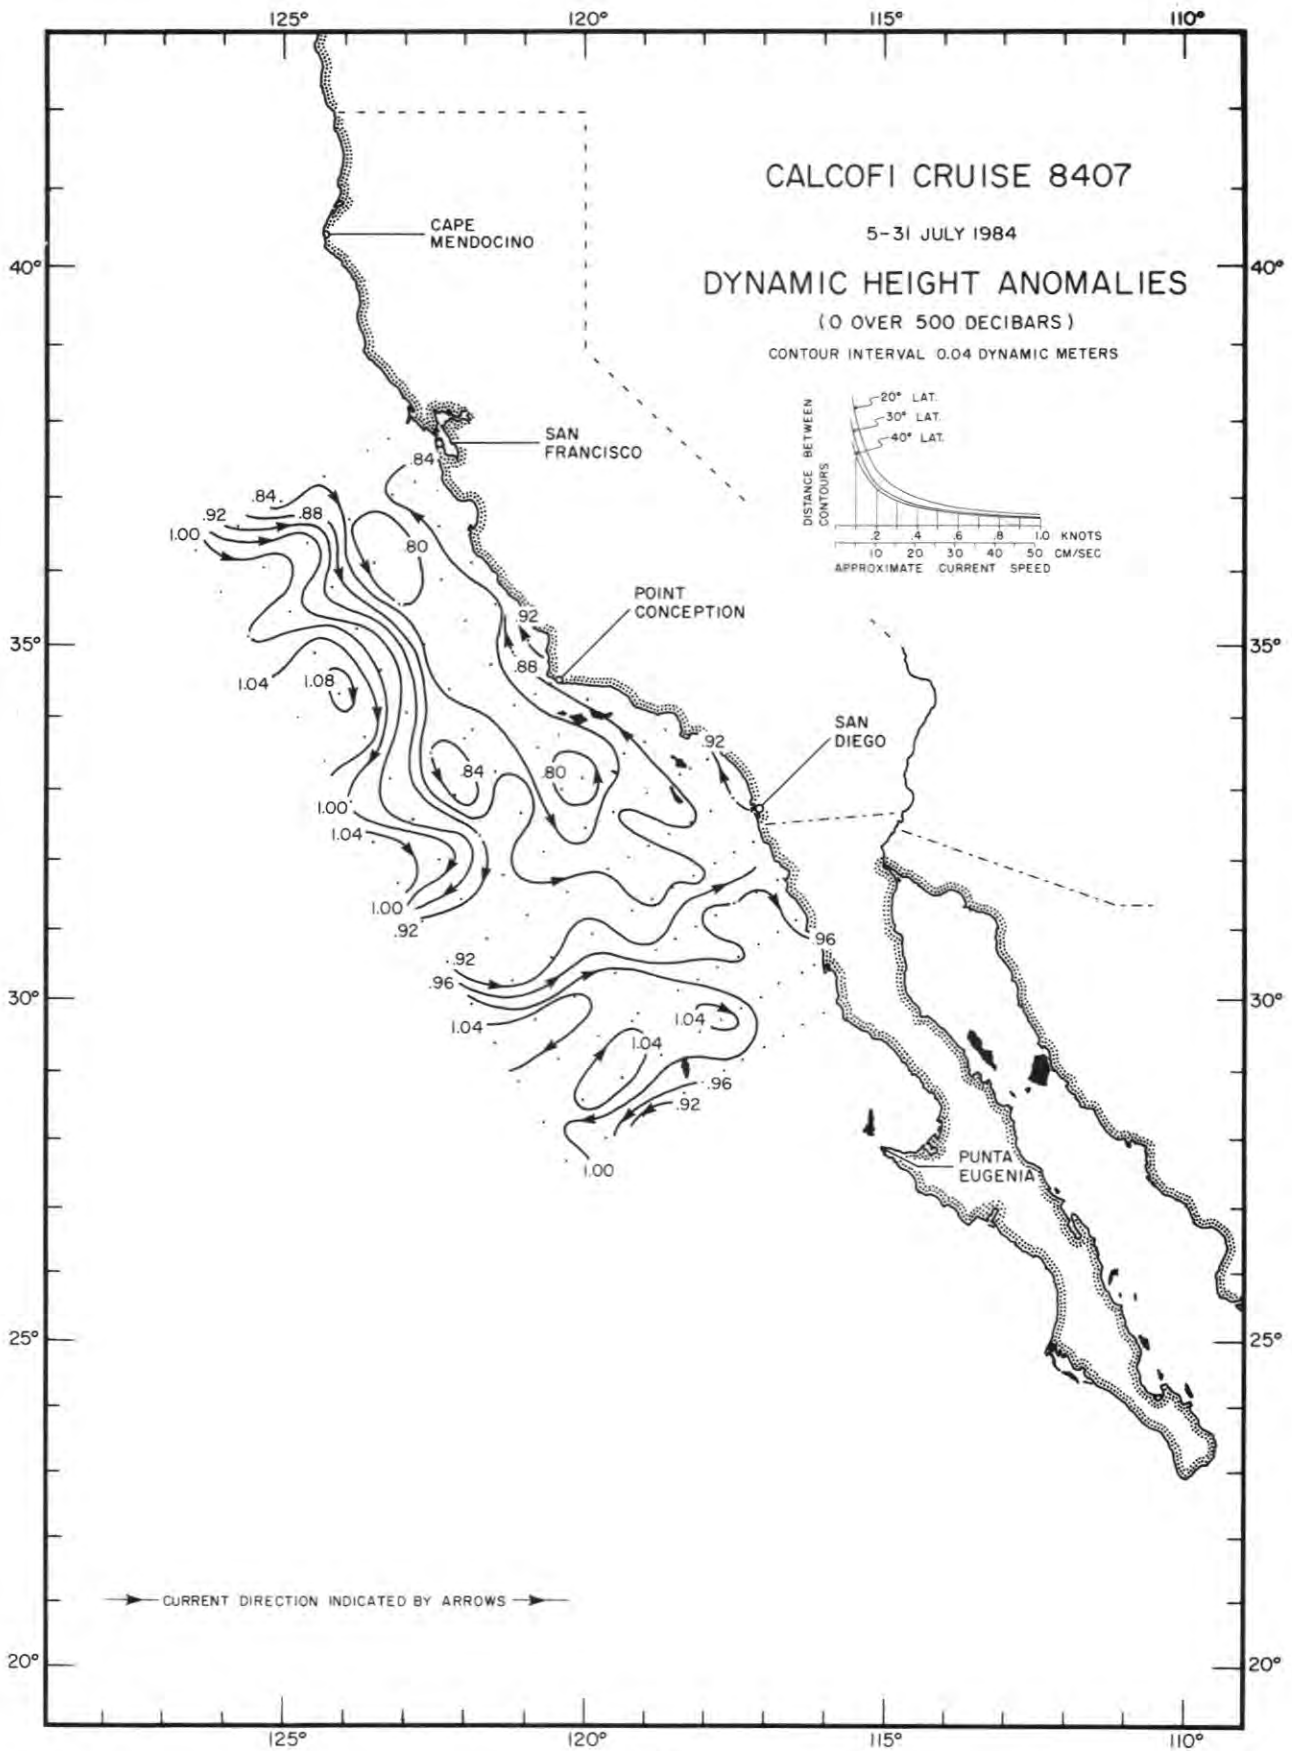 125° 120° 115° 110°
CALCOFI CRUISE 8407
5-31 JULY 1984
DYNAMIC HEIGHT ANOMALIES
(0 OVER 500 DECIBARS)
CONTOUR INTERVAL 0.04 DYNAMIC METERS
DISTANCE BETWEEN
CONTOURS
20° LAT.
30° LAT.
40° LAT.
.2 .4 .6 .8 1.0 KNOTS
10 20 30 40 50 CM/SEC
APPROXIMATE CURRENT SPEED
CAPE
MENDOCINO
40° 40°
SAN
FRANCISCO
.84
.84
.92 .88
1.00
.80
POINT
CONCEPTION
.92
35° 35°
.88
1.04 1.08
SAN
DIEGO
.92
.84 .80
1.00
1.04
1.00
.92
.96
.92
.96
30° 30°
1.04 1.04
1.04
.96
.92
1.00
PUNTA
EUGENIA
25° 25°
CURRENT DIRECTION INDICATED BY ARROWS
20° 20°
125° 120° 115° 110°